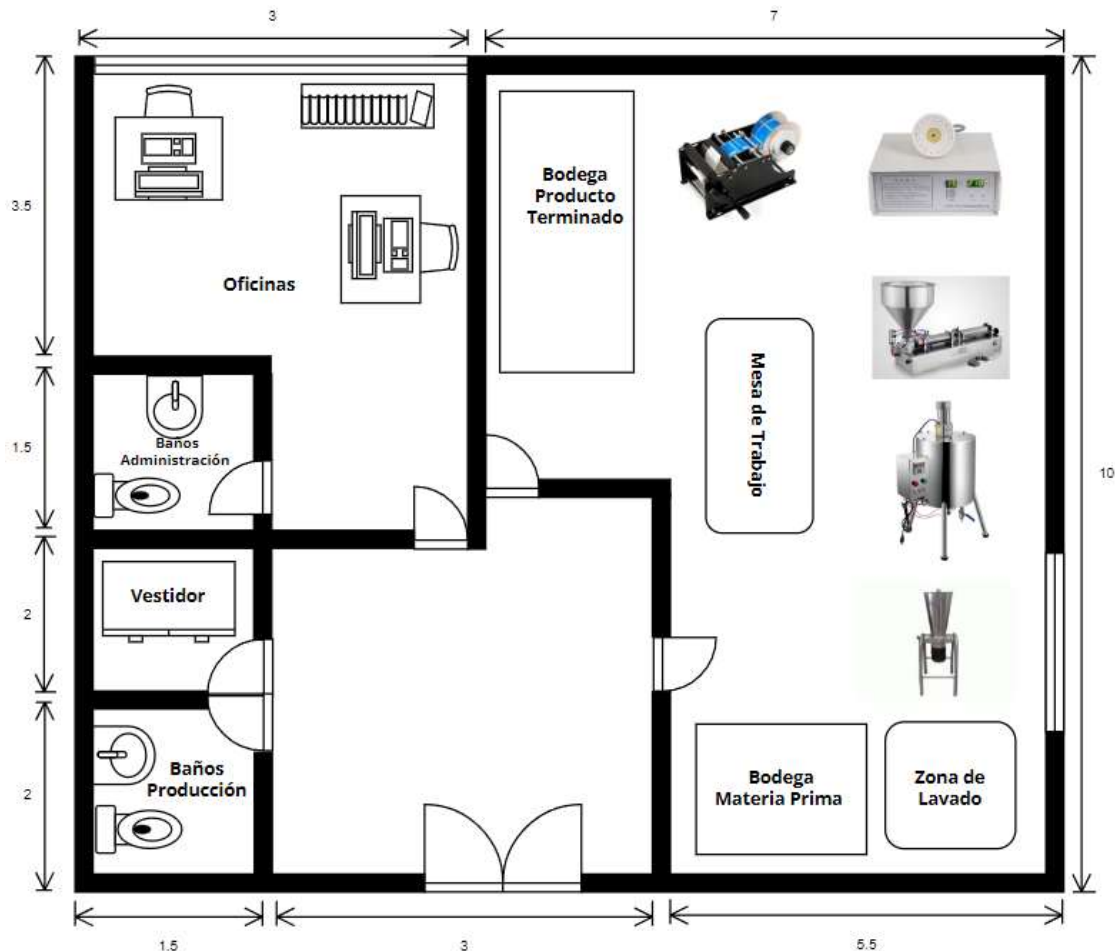 3
7
3.5
Bodega
Producto
Terminado
Oficinas
Mesa de Trabajo
1.5
Baños
Administración
10
2
Vestidor
2
Baños
Producción
Bodega
Materia Prima
Zona de
Lavado
1.5
3
5.5